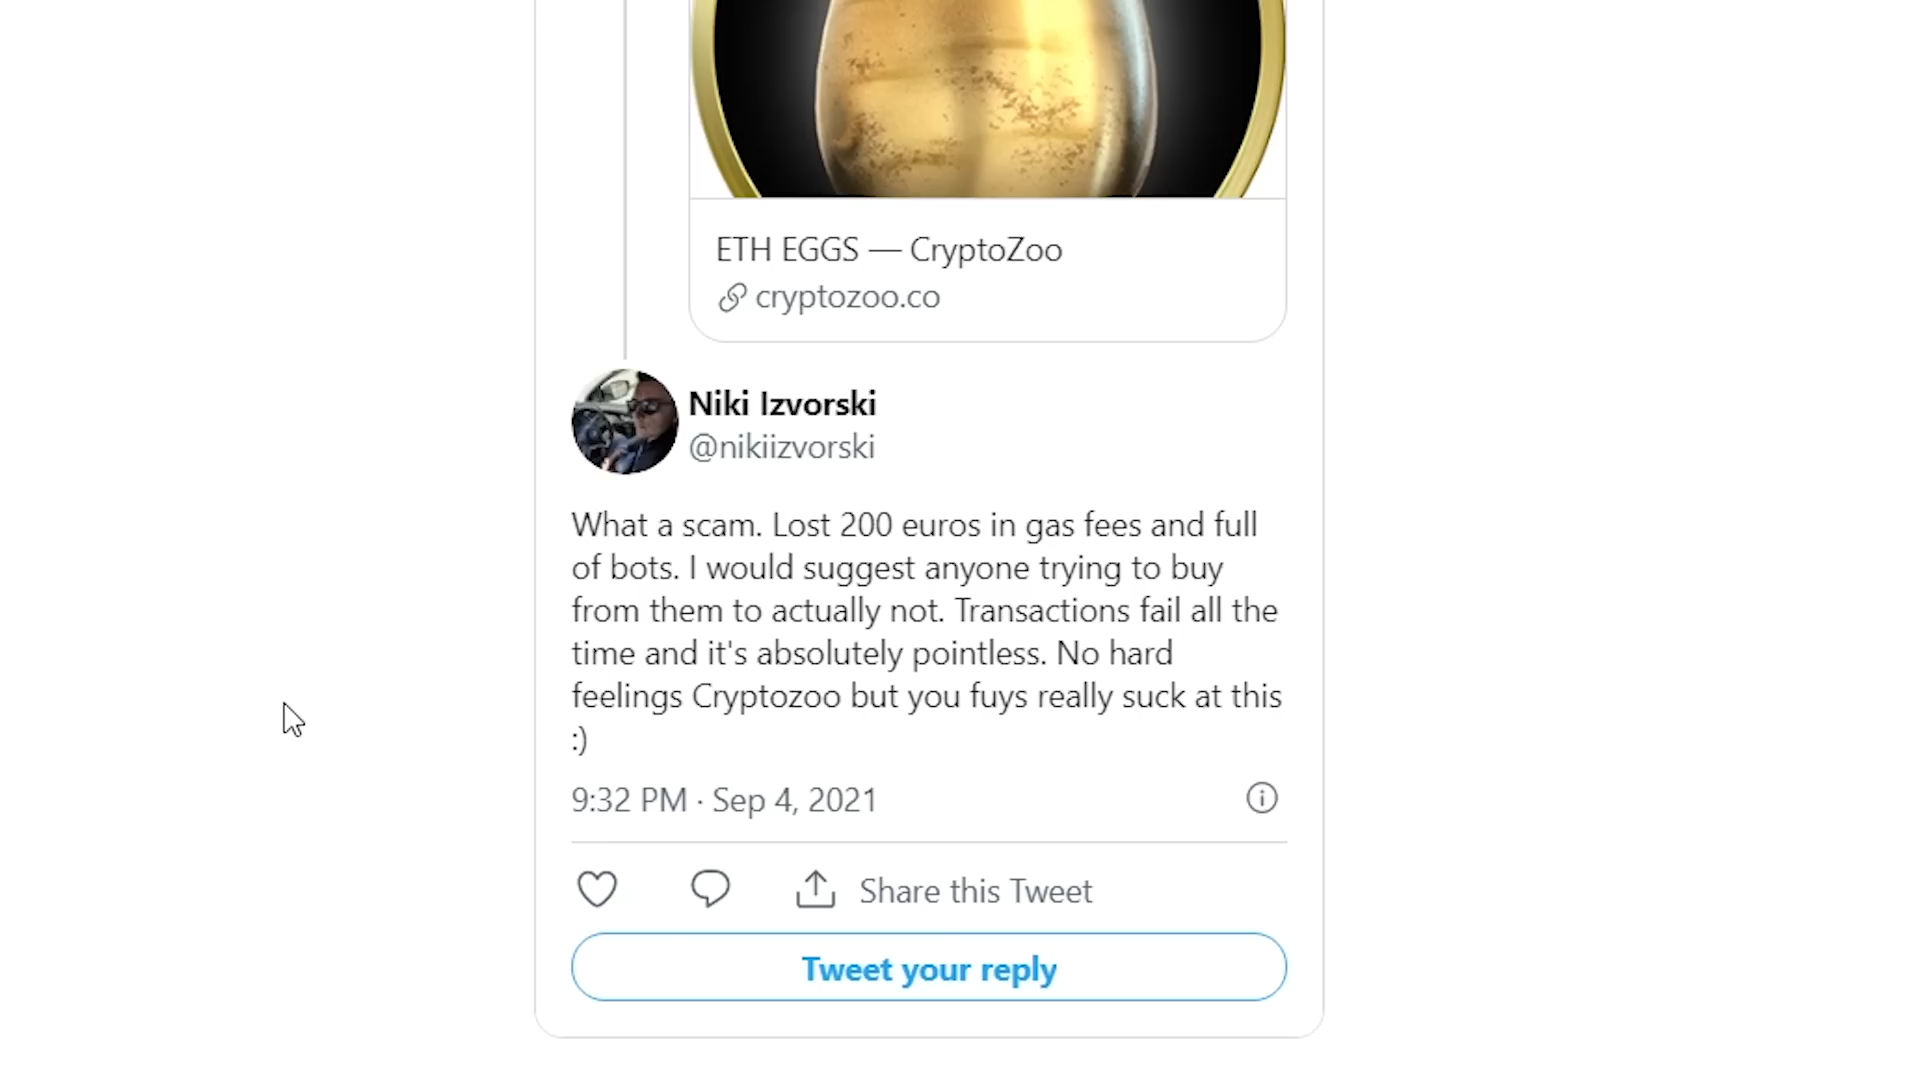 ETH EGGS — CryptoZoo
cryptozoo.co
Niki Izvorski
@nikiizvorski
What a scam. Lost 200 euros in gas fees and full
of bots. I would suggest anyone trying to buy
from them to actually not. Transactions fail all the
time and it's absolutely pointless. No hard
feelings Cryptozoo but you fuys really suck at this
:)
9:32 PM · Sep 4, 2021
Share this Tweet
Tweet your reply